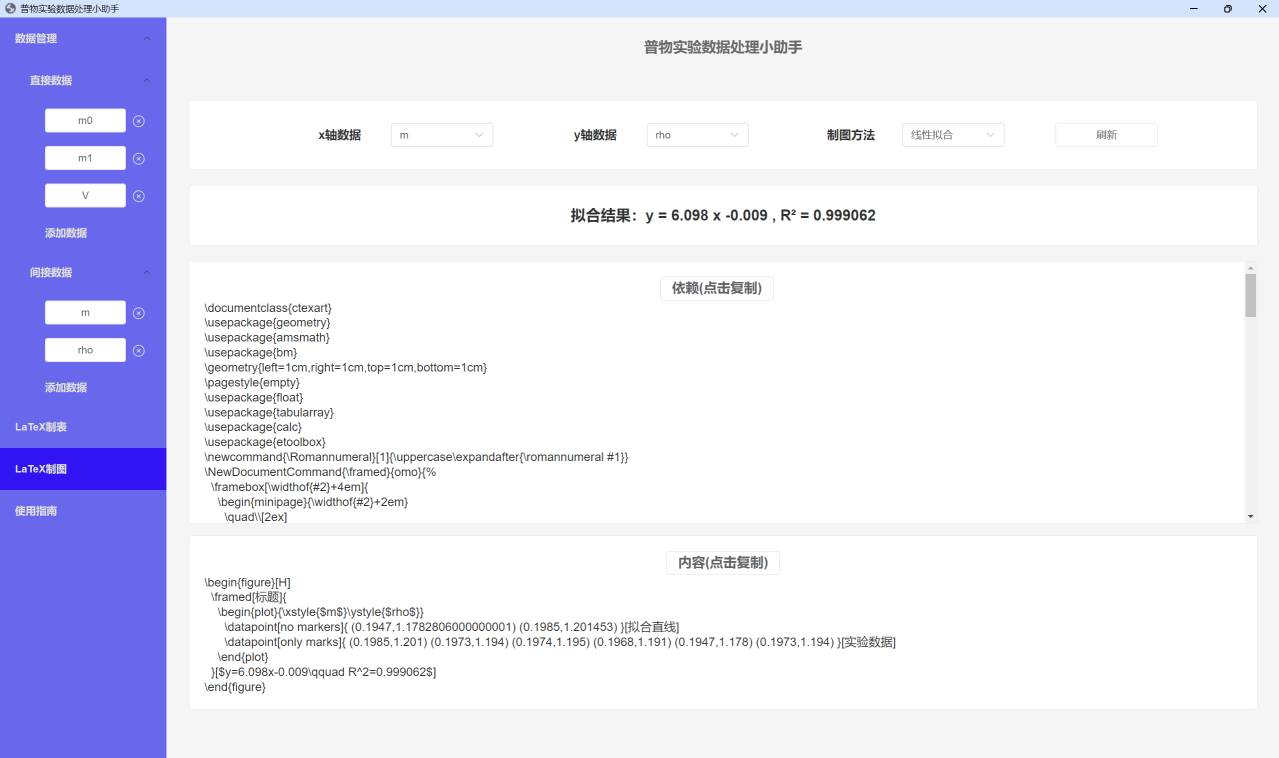 普物实验数据处理小助手
数据管理
直接数据
m0
m1
V
添加数据
间接数据
m
rho
添加数据
LaTeX制表
LaTeX制图
使用指南
普物实验数据处理小助手
x轴数据 m y轴数据 rho 制图方法 线性拟合 刷新
拟合结果：y = 6.098 x -0.009 , R² = 0.999062
依赖(点击复制)
\documentclass{ctexart}
\usepackage{geometry}
\usepackage{amsmath}
\usepackage{bm}
\geometry{left=1cm,right=1cm,top=1cm,bottom=1cm}
\pagestyle{empty}
\usepackage{float}
\usepackage{tabularray}
\usepackage{calc}
\usepackage{etoolbox}
\newcommand{\Romannumeral}[1]{\uppercase\expandafter{\romannumeral #1}}
\NewDocumentCommand{\framed}{omo}{%
\framebox[\widthof{#2}+4em]{
\begin{minipage}{\widthof{#2}+2em}
\quad\\[2ex]
内容(点击复制)
\begin{figure}[H]
\framed[标题]{
\begin{plot}{\xstyle{$m$}\ystyle{$rho$}}
\datapoint[no markers]{ (0.1947,1.1782806000000001) (0.1985,1.201453) }[拟合直线]
\datapoint[only marks]{ (0.1985,1.201) (0.1973,1.194) (0.1974,1.195) (0.1968,1.191) (0.1947,1.178) (0.1973,1.194) }[实验数据]
\end{plot}
}[$y=6.098x-0.009\qquad R^2=0.999062$]
\end{figure}